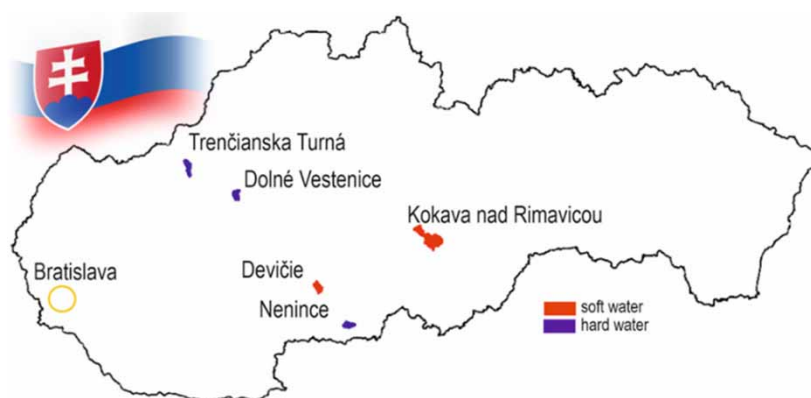 Trenčianska Turná
Dolné Vestenice
Kokava nad Rimavicou
Bratislava
Devičie
Nenince
soft water
hard water